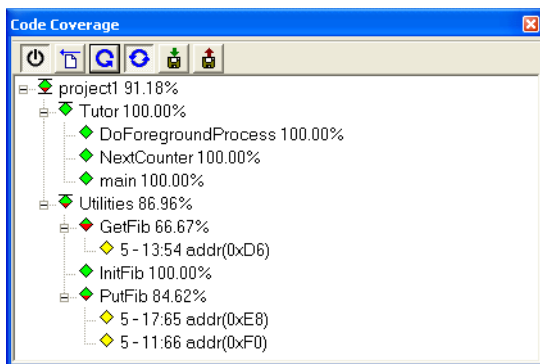 Code Coverage
project1 91.18%
Tutor 100.00%
DoForegroundProcess 100.00%
NextCounter 100.00%
main 100.00%
Utilities 86.96%
GetFib 66.67%
5 - 13:54 addr(0xD6)
InitFib 100.00%
PutFib 84.62%
5 - 17:65 addr(0xE8)
5 - 11:66 addr(0xF0)